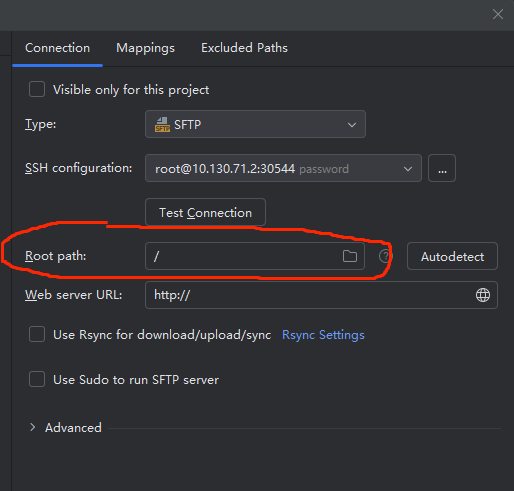 Connection Mappings Excluded Paths
Visible only for this project
Type: SFTP SFTP
SSH configuration: root@10.130.71.2:30544 password ...
Test Connection
Root path: / ? Autodetect
Web server URL: http://
Use Rsync for download/upload/sync Rsync Settings
Use Sudo to run SFTP server
Advanced